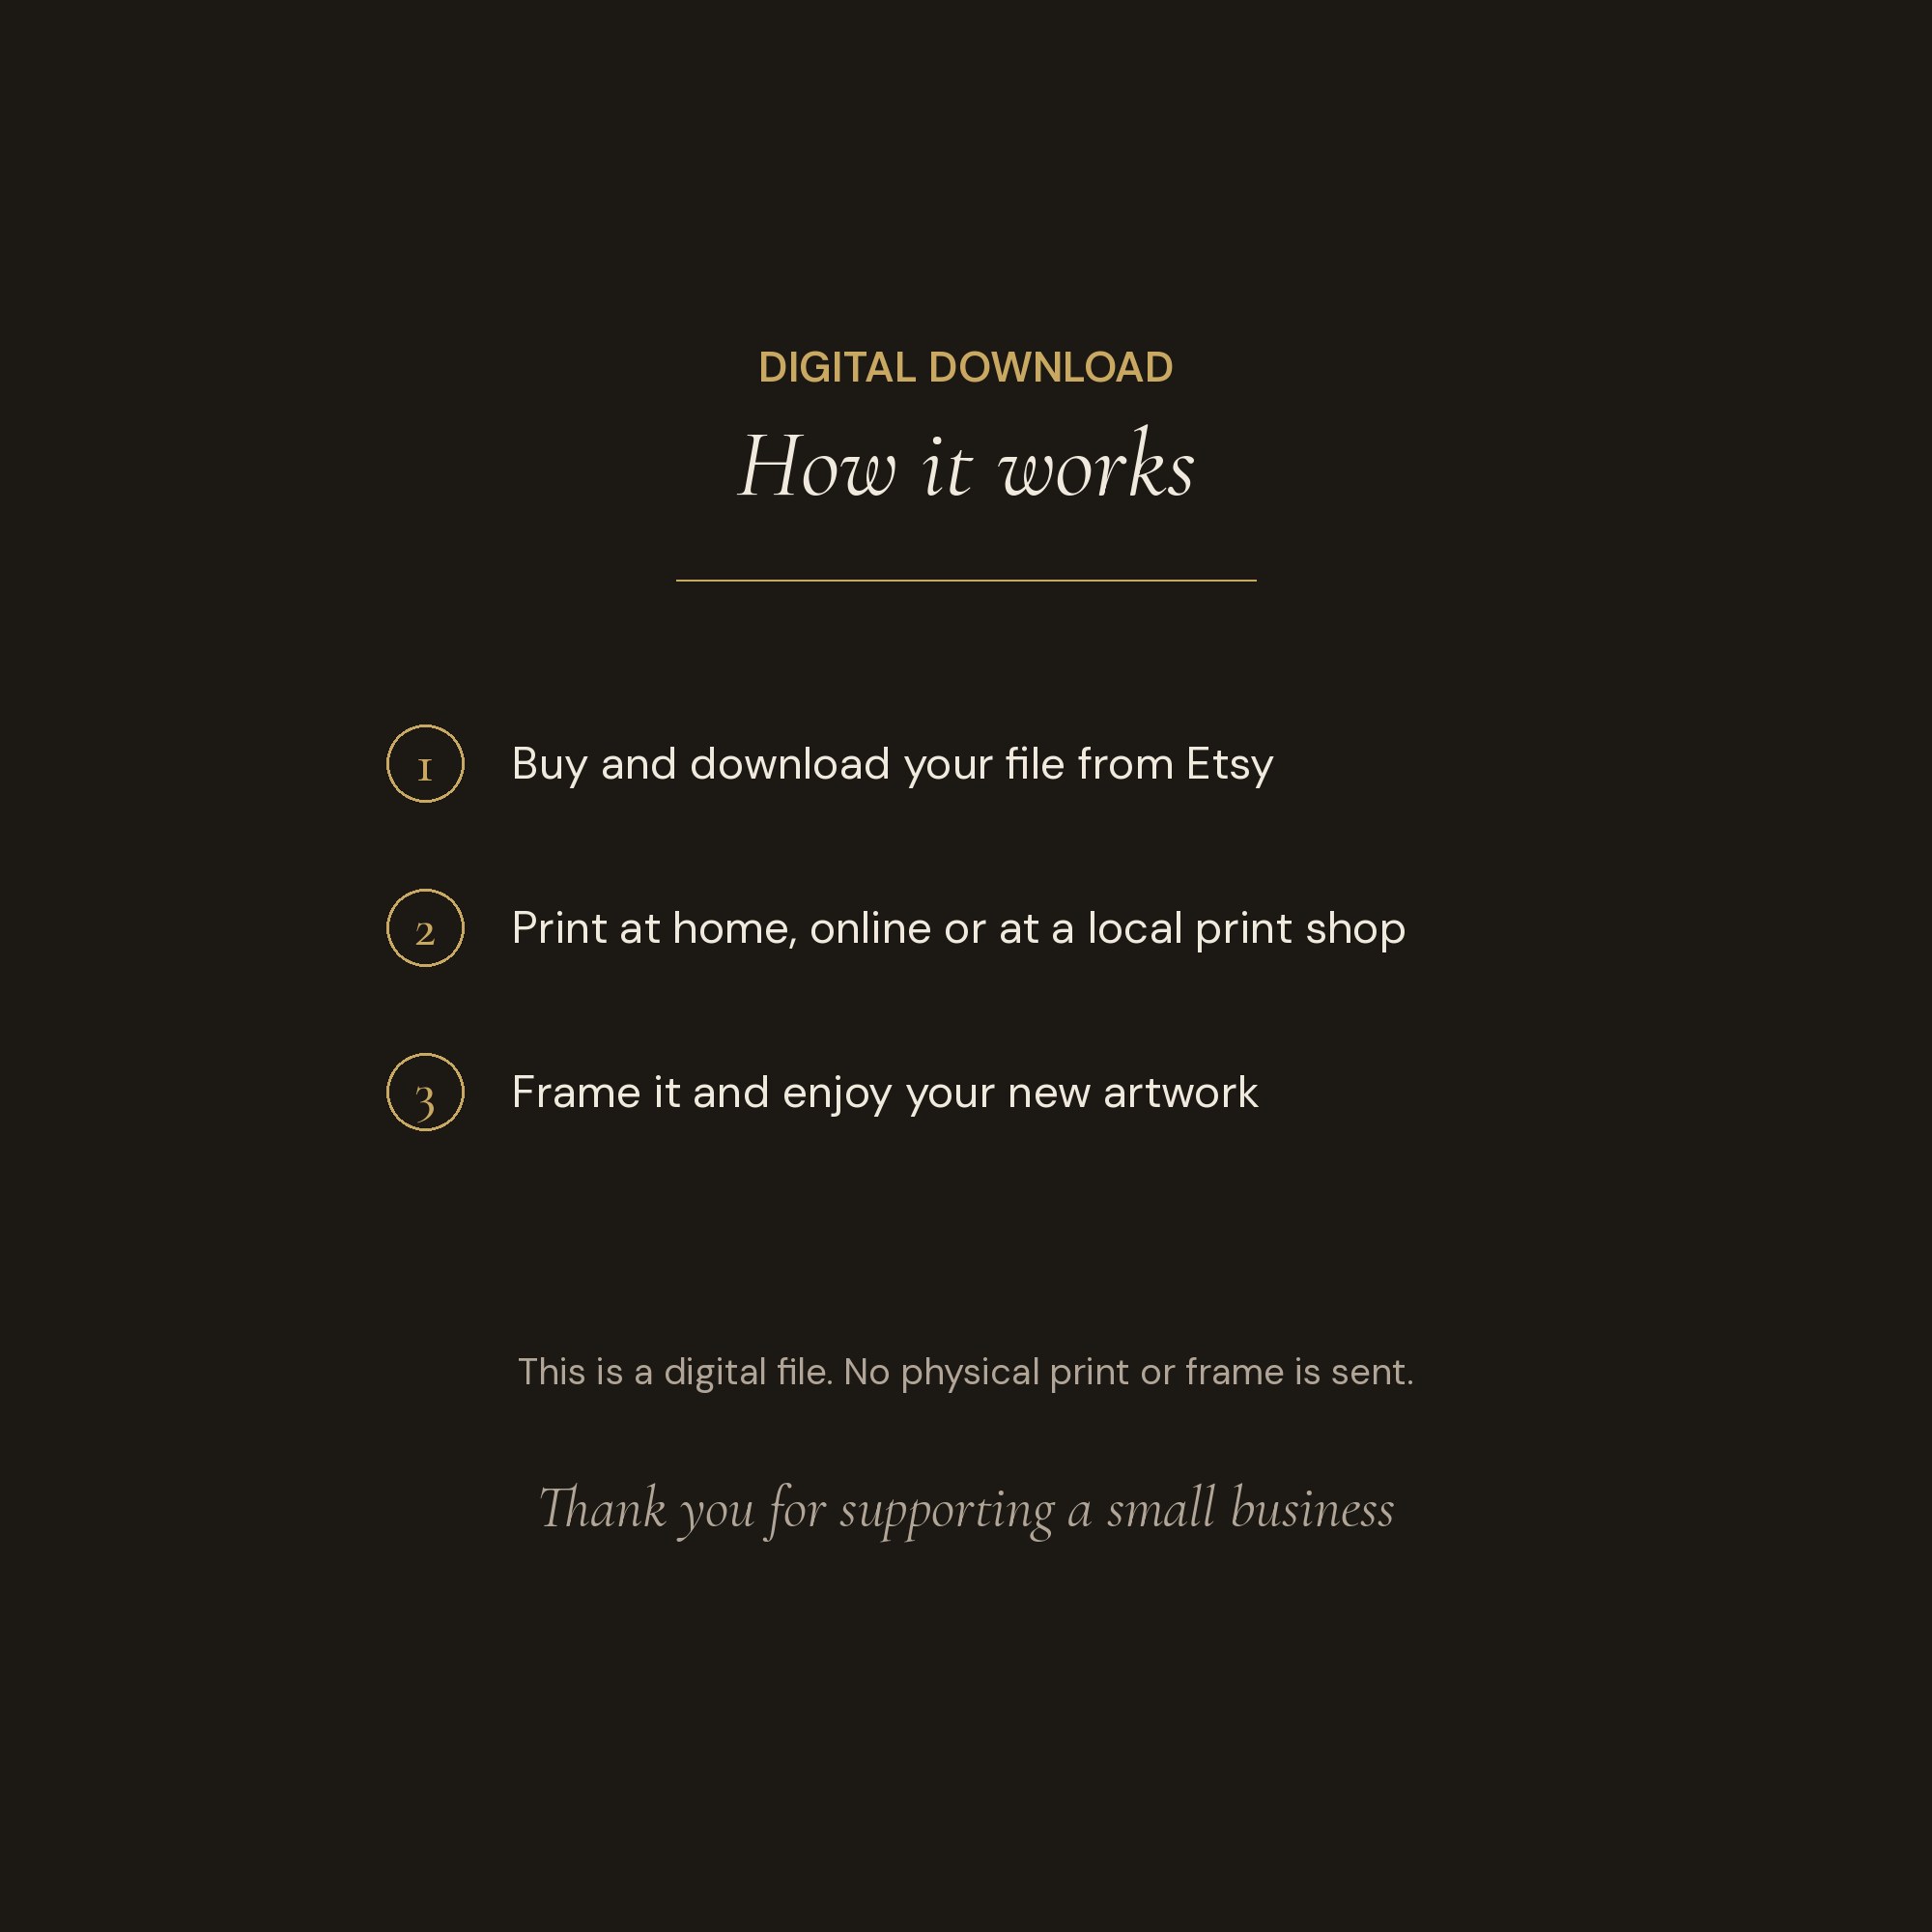 DIGITAL DOWNLOAD
How it works
1 Buy and download your file from Etsy
2 Print at home, online or at a local print shop
3 Frame it and enjoy your new artwork
This is a digital file. No physical print or frame is sent.
Thank you for supporting a small business